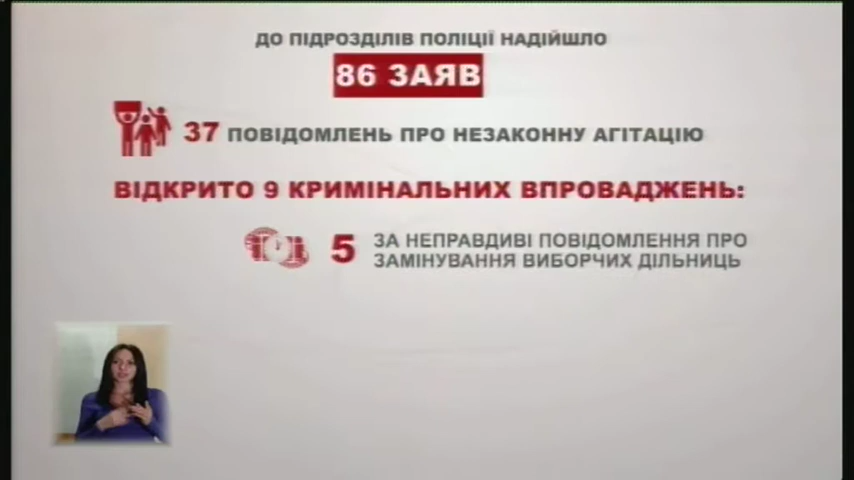 ДО ПІДРОЗДІЛІВ ПОЛІЦІЇ НАДІЙШЛО
86 ЗАЯВ
37 ПОВІДОМЛЕНЬ ПРО НЕЗАКОННУ АГІТАЦІЮ
ВІДКРИТО 9 КРИМІНАЛЬНИХ ВПРОВАДЖЕНЬ:
5 ЗА НЕПРАВДИВІ ПОВІДОМЛЕННЯ ПРО
ЗАМІНУВАННЯ ВИБОРЧИХ ДІЛЬНИЦЬ